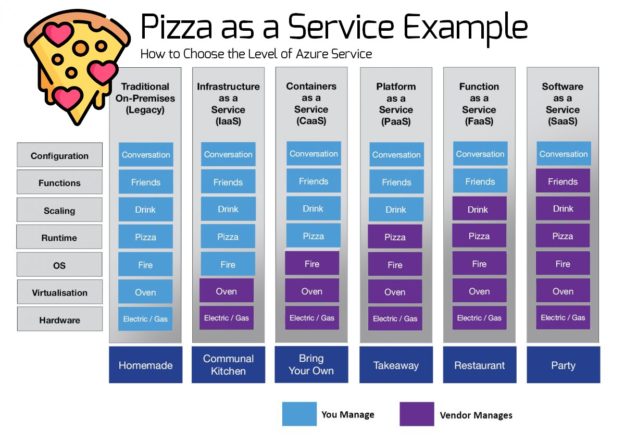 Pizza as a Service Example
How to Choose the Level of Azure Service
Traditional
On-Premises
(Legacy)
Infrastructure
as a
Service
(IaaS)
Containers
as a
Service
(CaaS)
Platform
as a
Service
(PaaS)
Function
as a
Service
(FaaS)
Software
as a
Service
(SaaS)
Configuration Conversation Conversation Conversation Conversation Conversation Conversation
Functions Friends Friends Friends Friends Friends Friends
Scaling Drink Drink Drink Drink Drink Drink
Runtime Pizza Pizza Pizza Pizza Pizza Pizza
OS Fire Fire Fire Fire Fire Fire
Virtualisation Oven Oven Oven Oven Oven Oven
Hardware Electric / Gas Electric / Gas Electric / Gas Electric / Gas Electric / Gas Electric / Gas
Homemade
Communal
Kitchen
Bring
Your Own
Takeaway
Restaurant
Party
You Manage
Vendor Manages